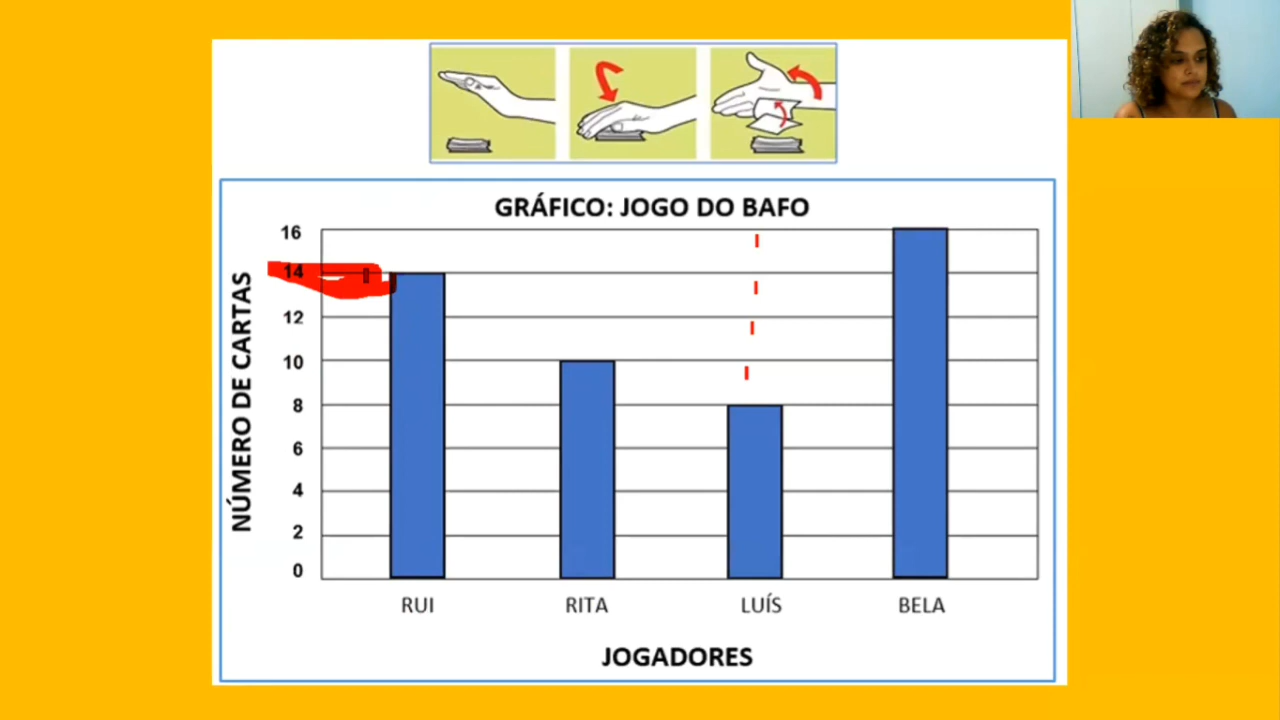 GRÁFICO: JOGO DO BAFO
NÚMERO DE CARTAS
16
14
12
10
8
6
4
2
0
RUI RITA LUÍS BELA
JOGADORES